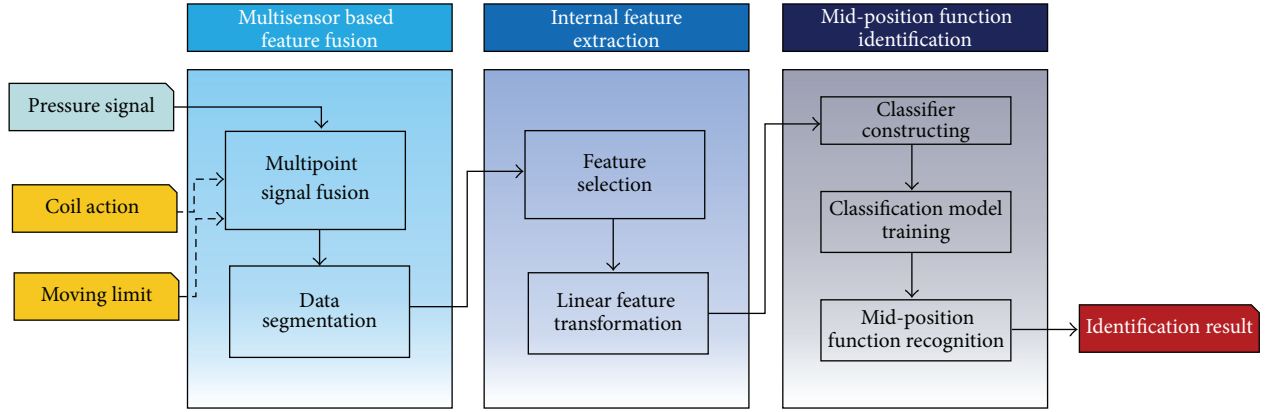 Multisensor based
feature fusion
Internal feature
extraction
Mid-position function
identification
Pressure signal
Coil action
Moving limit
Multipoint
signal fusion
Data
segmentation
Feature
selection
Linear feature
transformation
Classifier
constructing
Classification model
training
Mid-position
function recognition
Identification result